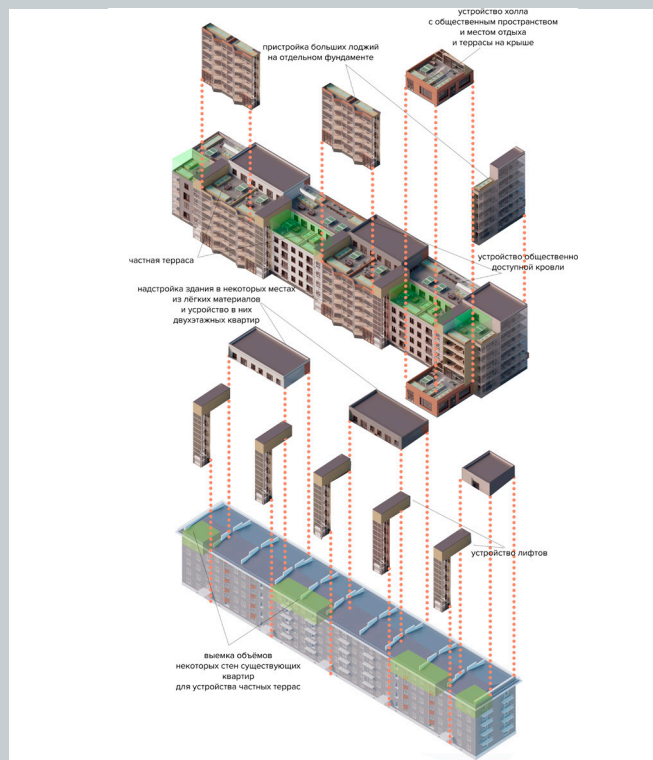 устройство холла
с общественным пространством
и местом отдыха
и террасы на крыше
пристройка больших лоджий
на отдельном фундаменте
частная терраса
устройство общественно
доступной кровли
надстройка здания в некоторых местах
из лёгких материалов
и усройство в них
двухэтажных квартир
устройство лифтов
выемка объёмов
некоторых стен существующих
квартир
для устройства частных террас